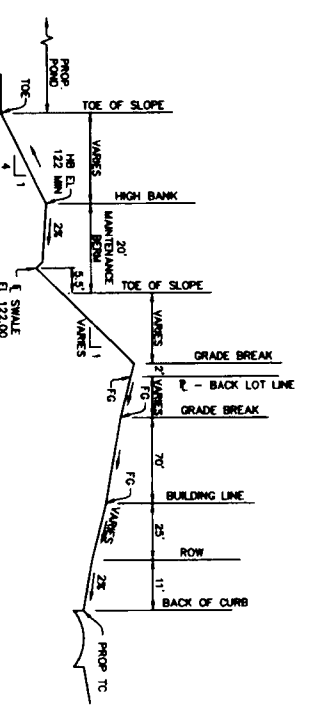 PROP.
POND
TOE
TOE OF SLOPE
VARIES
4
1
HB EL
122 MIN
HIGH BANK
2%
20'
MAINTENANCE
BERM
5.5'
TOE OF SLOPE
℄ SWALE
EL 122.00
VARIES
1
VARIES
GRADE BREAK
2'
℄ - BACK LOT LINE
VARIES
FG
GRADE BREAK
70'
FG
BUILDING LINE
VARIES
25'
ROW
2%
11'
BACK OF CURB
PROP TC